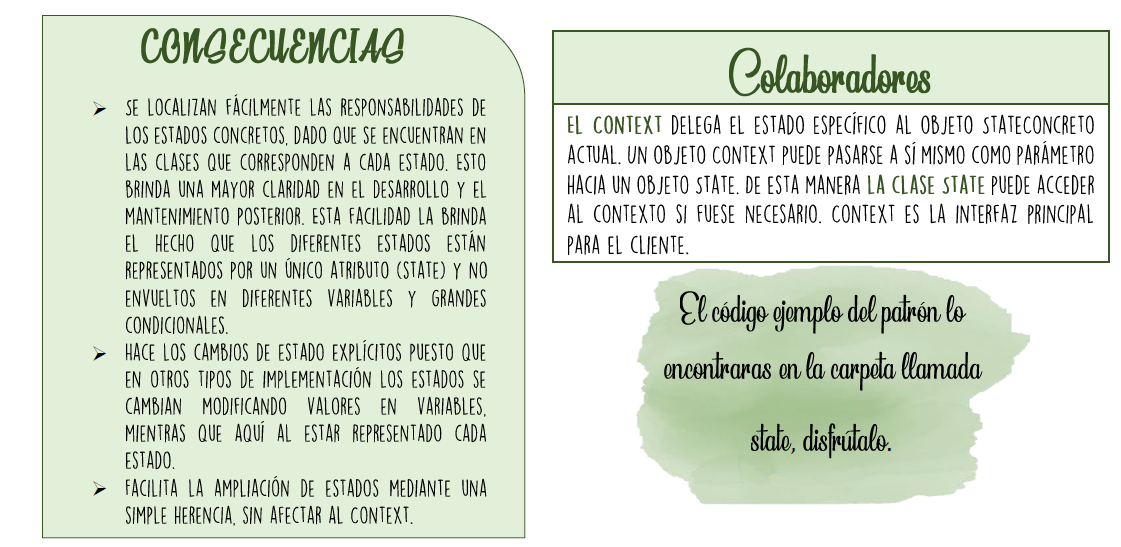 CONSECUENCIAS
➢ SE LOCALIZAN FÁCILMENTE LAS RESPONSABILIDADES DE
LOS ESTADOS CONCRETOS, DADO QUE SE ENCUENTRAN EN
LAS CLASES QUE CORRESPONDEN A CADA ESTADO. ESTO
BRINDA UNA MAYOR CLARIDAD EN EL DESARROLLO Y EL
MANTENIMIENTO POSTERIOR. ESTA FACILIDAD LA BRINDA
EL HECHO QUE LOS DIFERENTES ESTADOS ESTÁN
REPRESENTADOS POR UN ÚNICO ATRIBUTO (STATE) Y NO
ENVUELTOS EN DIFERENTES VARIABLES Y GRANDES
CONDICIONALES.
➢ HACE LOS CAMBIOS DE ESTADO EXPLÍCITOS PUESTO QUE
EN OTROS TIPOS DE IMPLEMENTACIÓN LOS ESTADOS SE
CAMBIAN MODIFICANDO VALORES EN VARIABLES,
MIENTRAS QUE AQUÍ AL ESTAR REPRESENTADO CADA
ESTADO.
➢ FACILITA LA AMPLIACIÓN DE ESTADOS MEDIANTE UNA
SIMPLE HERENCIA, SIN AFECTAR AL CONTEXT.
Colaboradores
EL CONTEXT DELEGA EL ESTADO ESPECÍFICO AL OBJETO STATECONCRETO
ACTUAL. UN OBJETO CONTEXT PUEDE PASARSE A SÍ MISMO COMO PARÁMETRO
HACIA UN OBJETO STATE. DE ESTA MANERA LA CLASE STATE PUEDE ACCEDER
AL CONTEXTO SI FUESE NECESARIO. CONTEXT ES LA INTERFAZ PRINCIPAL
PARA EL CLIENTE.
El código ejemplo del patrón lo
encontraras en la carpeta llamada
state, disfrútalo.